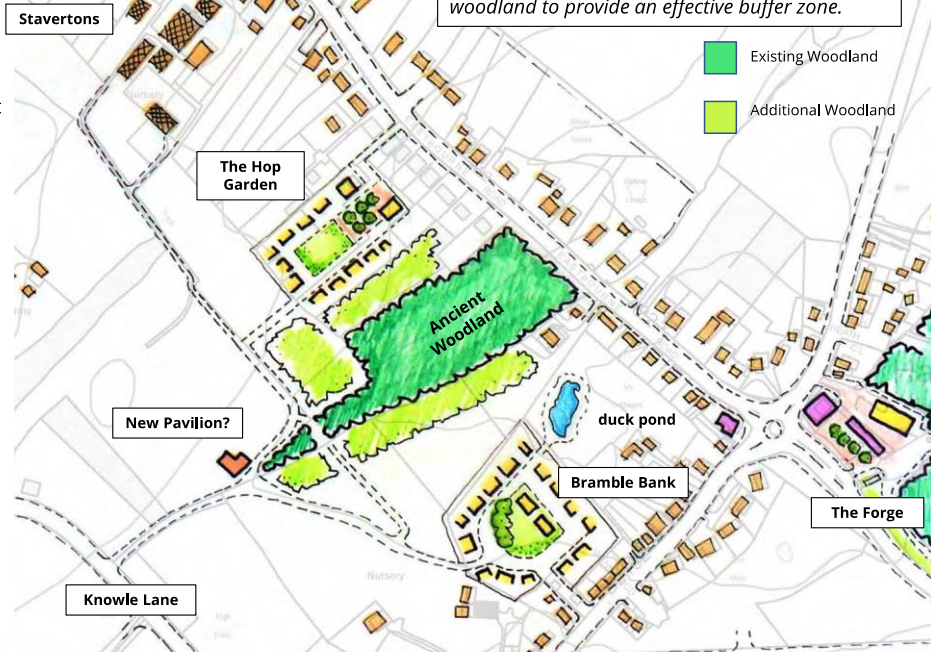 woodland to provide an effective buffer zone.
Stavertons
Existing Woodland
Additional Woodland
Nursery
The Hop
Garden
Ancient
Woodland
New Pavilion?
duck pond
Bramble Bank
The Forge
Nursery
Knowle Lane